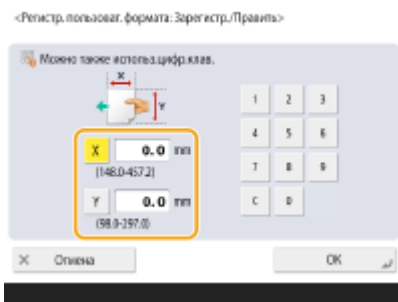 <Регистр. пользоват. формата: Зарегистр./Править>
Можно также использ.цифр.клав.
X
Y
1 2 3
4 5 6
7 8 9
C 0
X 0.0 mm
(148.0-457.2)
Y 0.0 mm
(98.0-297.0)
× Отмена
OK